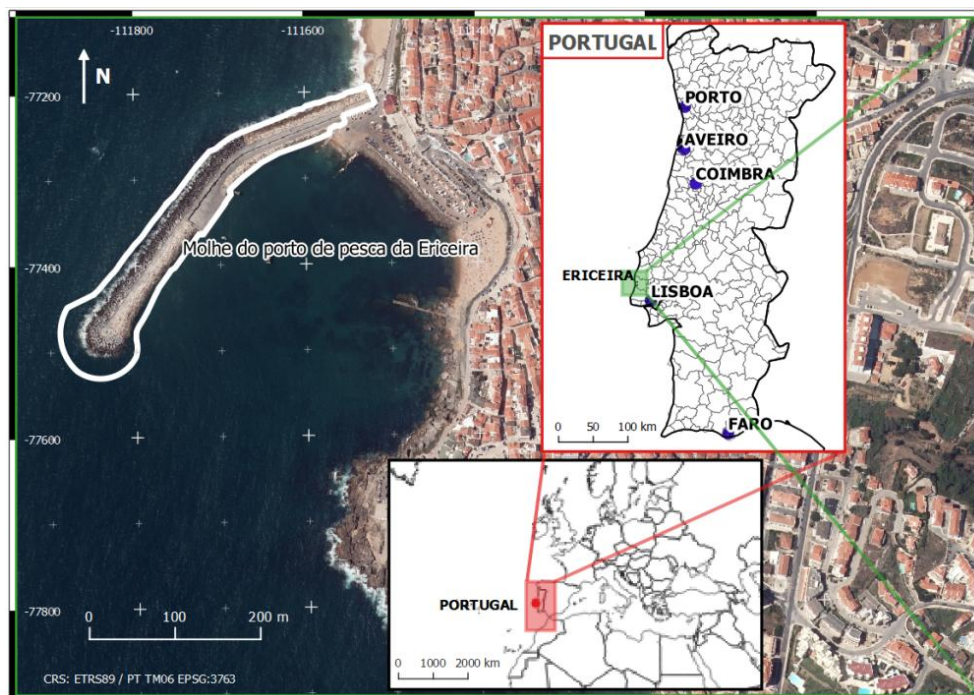 -111800
-111600
-111400
N
-77200
-77400
-77600
-77800
Molhe do porto de pesca da Ericeira
0 100 200 m
CRS: ETRS89 / PT TM06 EPSG:3763
PORTUGAL
PORTO
AVEIRO
COIMBRA
ERICEIRA
LISBOA
FARO
0 50 100 km
PORTUGAL
0 1000 2000 km